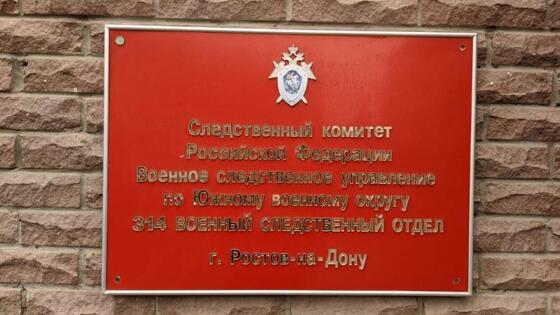 Следственный комитет
Российской Федерации
Военное следственное управление
по Южному военному округу
314 ВОЕННЫЙ СЛЕДСТВЕННЫЙ ОТДЕЛ
г. Ростов-на-Дону